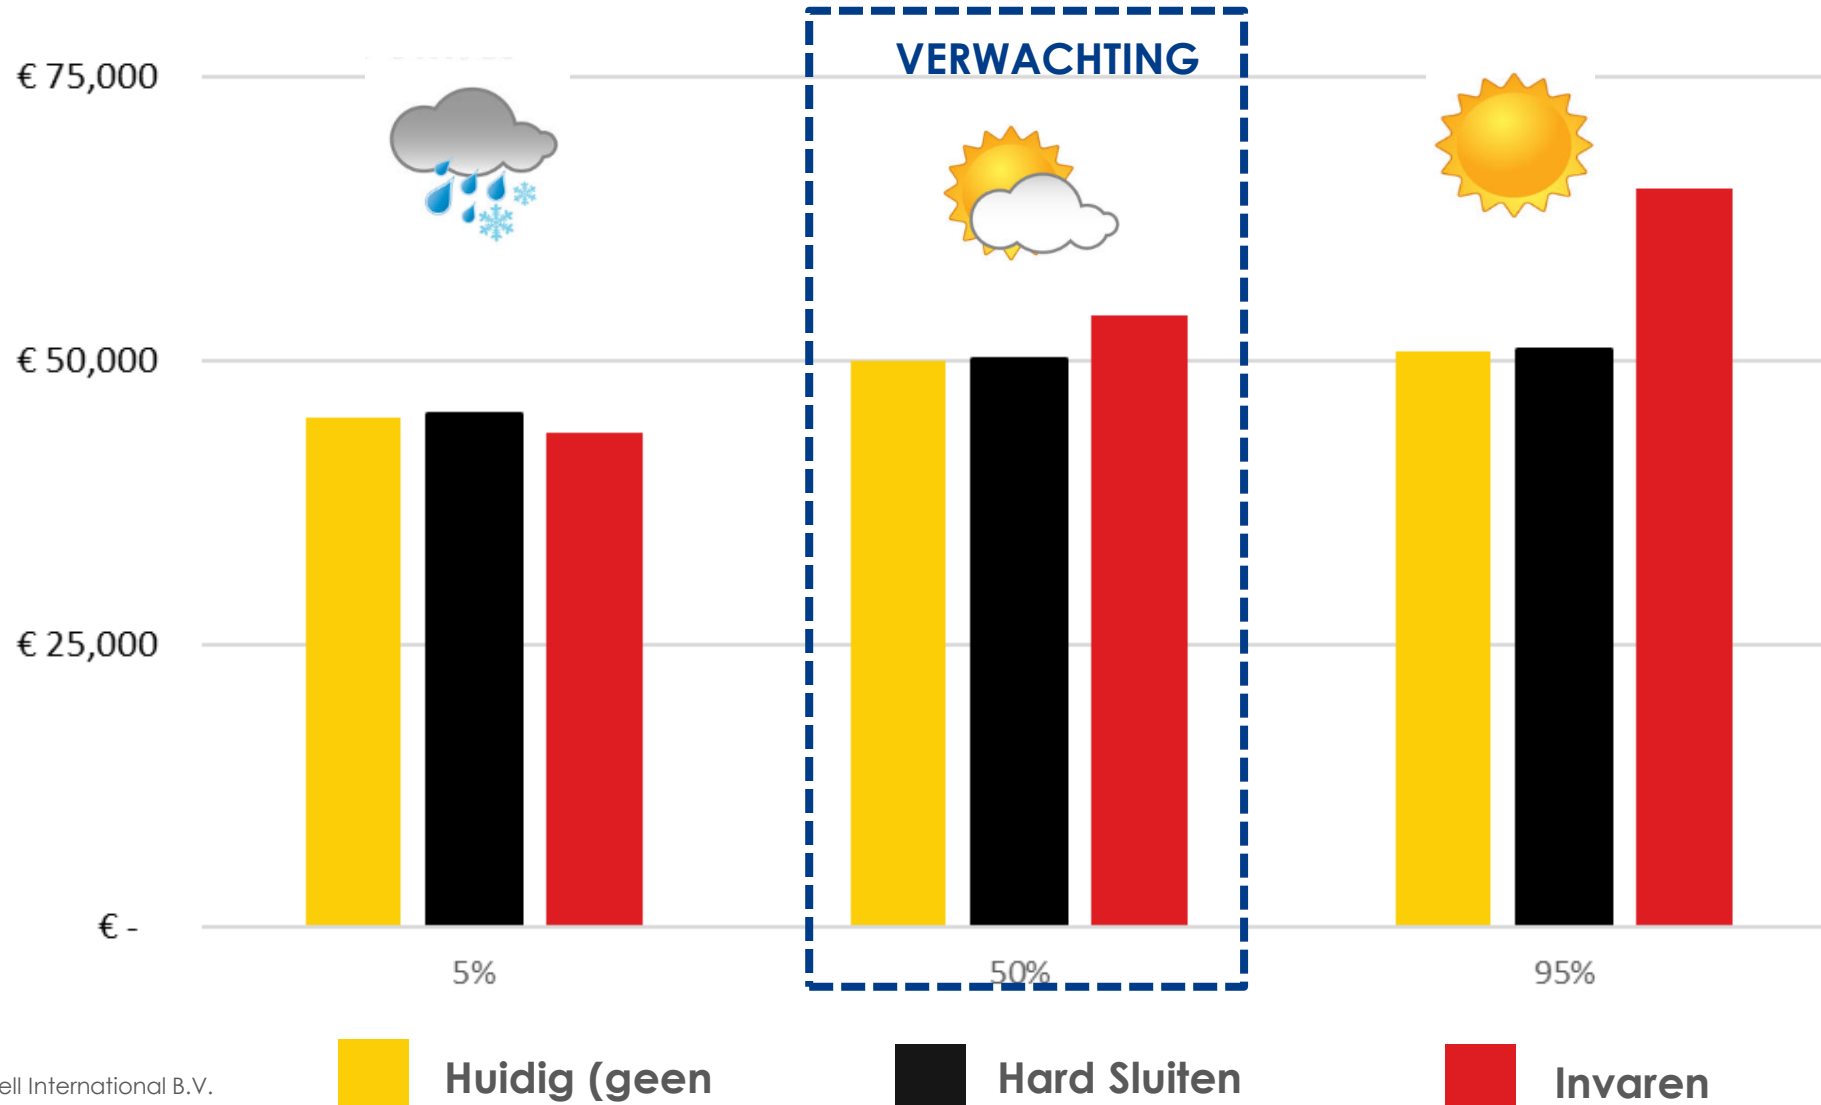 VERWACHTING
€ 75,000
€ 50,000
€ 25,000
€ -
5%
50%
95%
Huidig (geen
Hard Sluiten
Invaren
ell International B.V.